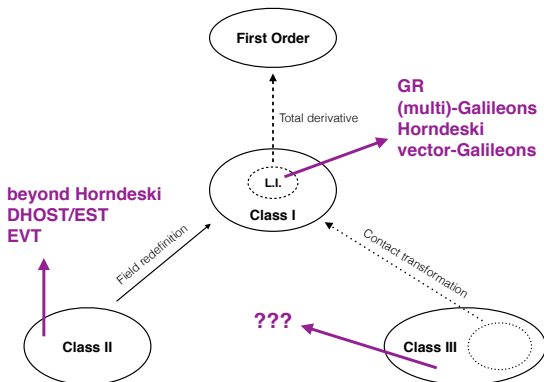 First Order
GR
(multi)-Galileons
Horndeski
vector-Galileons
Total derivative
L.I.
Class I
beyond Horndeski
DHOST/EST
EVT
Field redefinition
Contact transformation
???
Class II
Class III